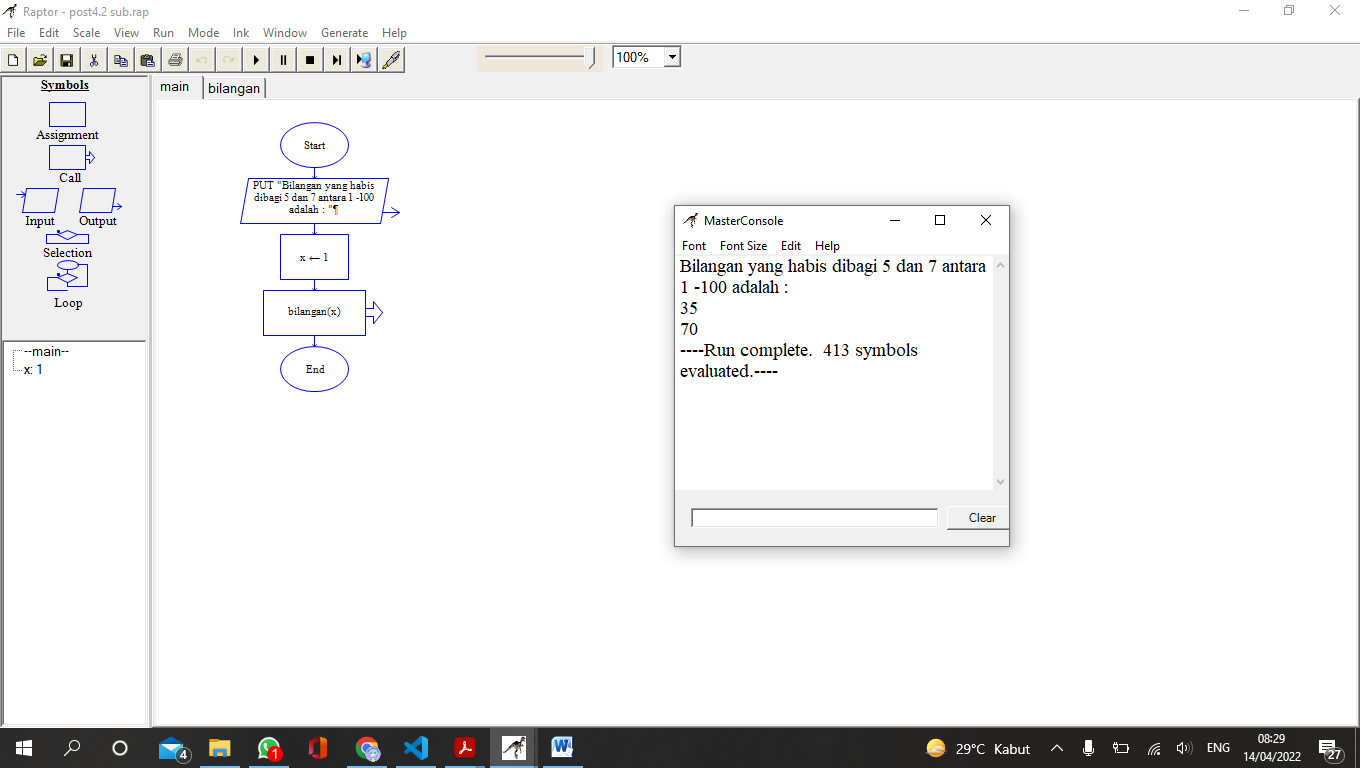 Raptor - post4.2 sub.rap
File Edit Scale View Run Mode Ink Window Generate Help
100%
Symbols
Assignment
Call
Input Output
Selection
Loop
--main--
x: 1
main bilangan
Start
PUT "Bilangan yang habis
dibagi 5 dan 7 antara 1 -100
adalah : "¶
x ← 1
bilangan(x)
End
MasterConsole
Font Font Size Edit Help
Bilangan yang habis dibagi 5 dan 7 antara
1 -100 adalah :
35
70
----Run complete.  413 symbols
evaluated.----
Clear
4
1
29°C Kabut
ENG
08:29
14/04/2022
27